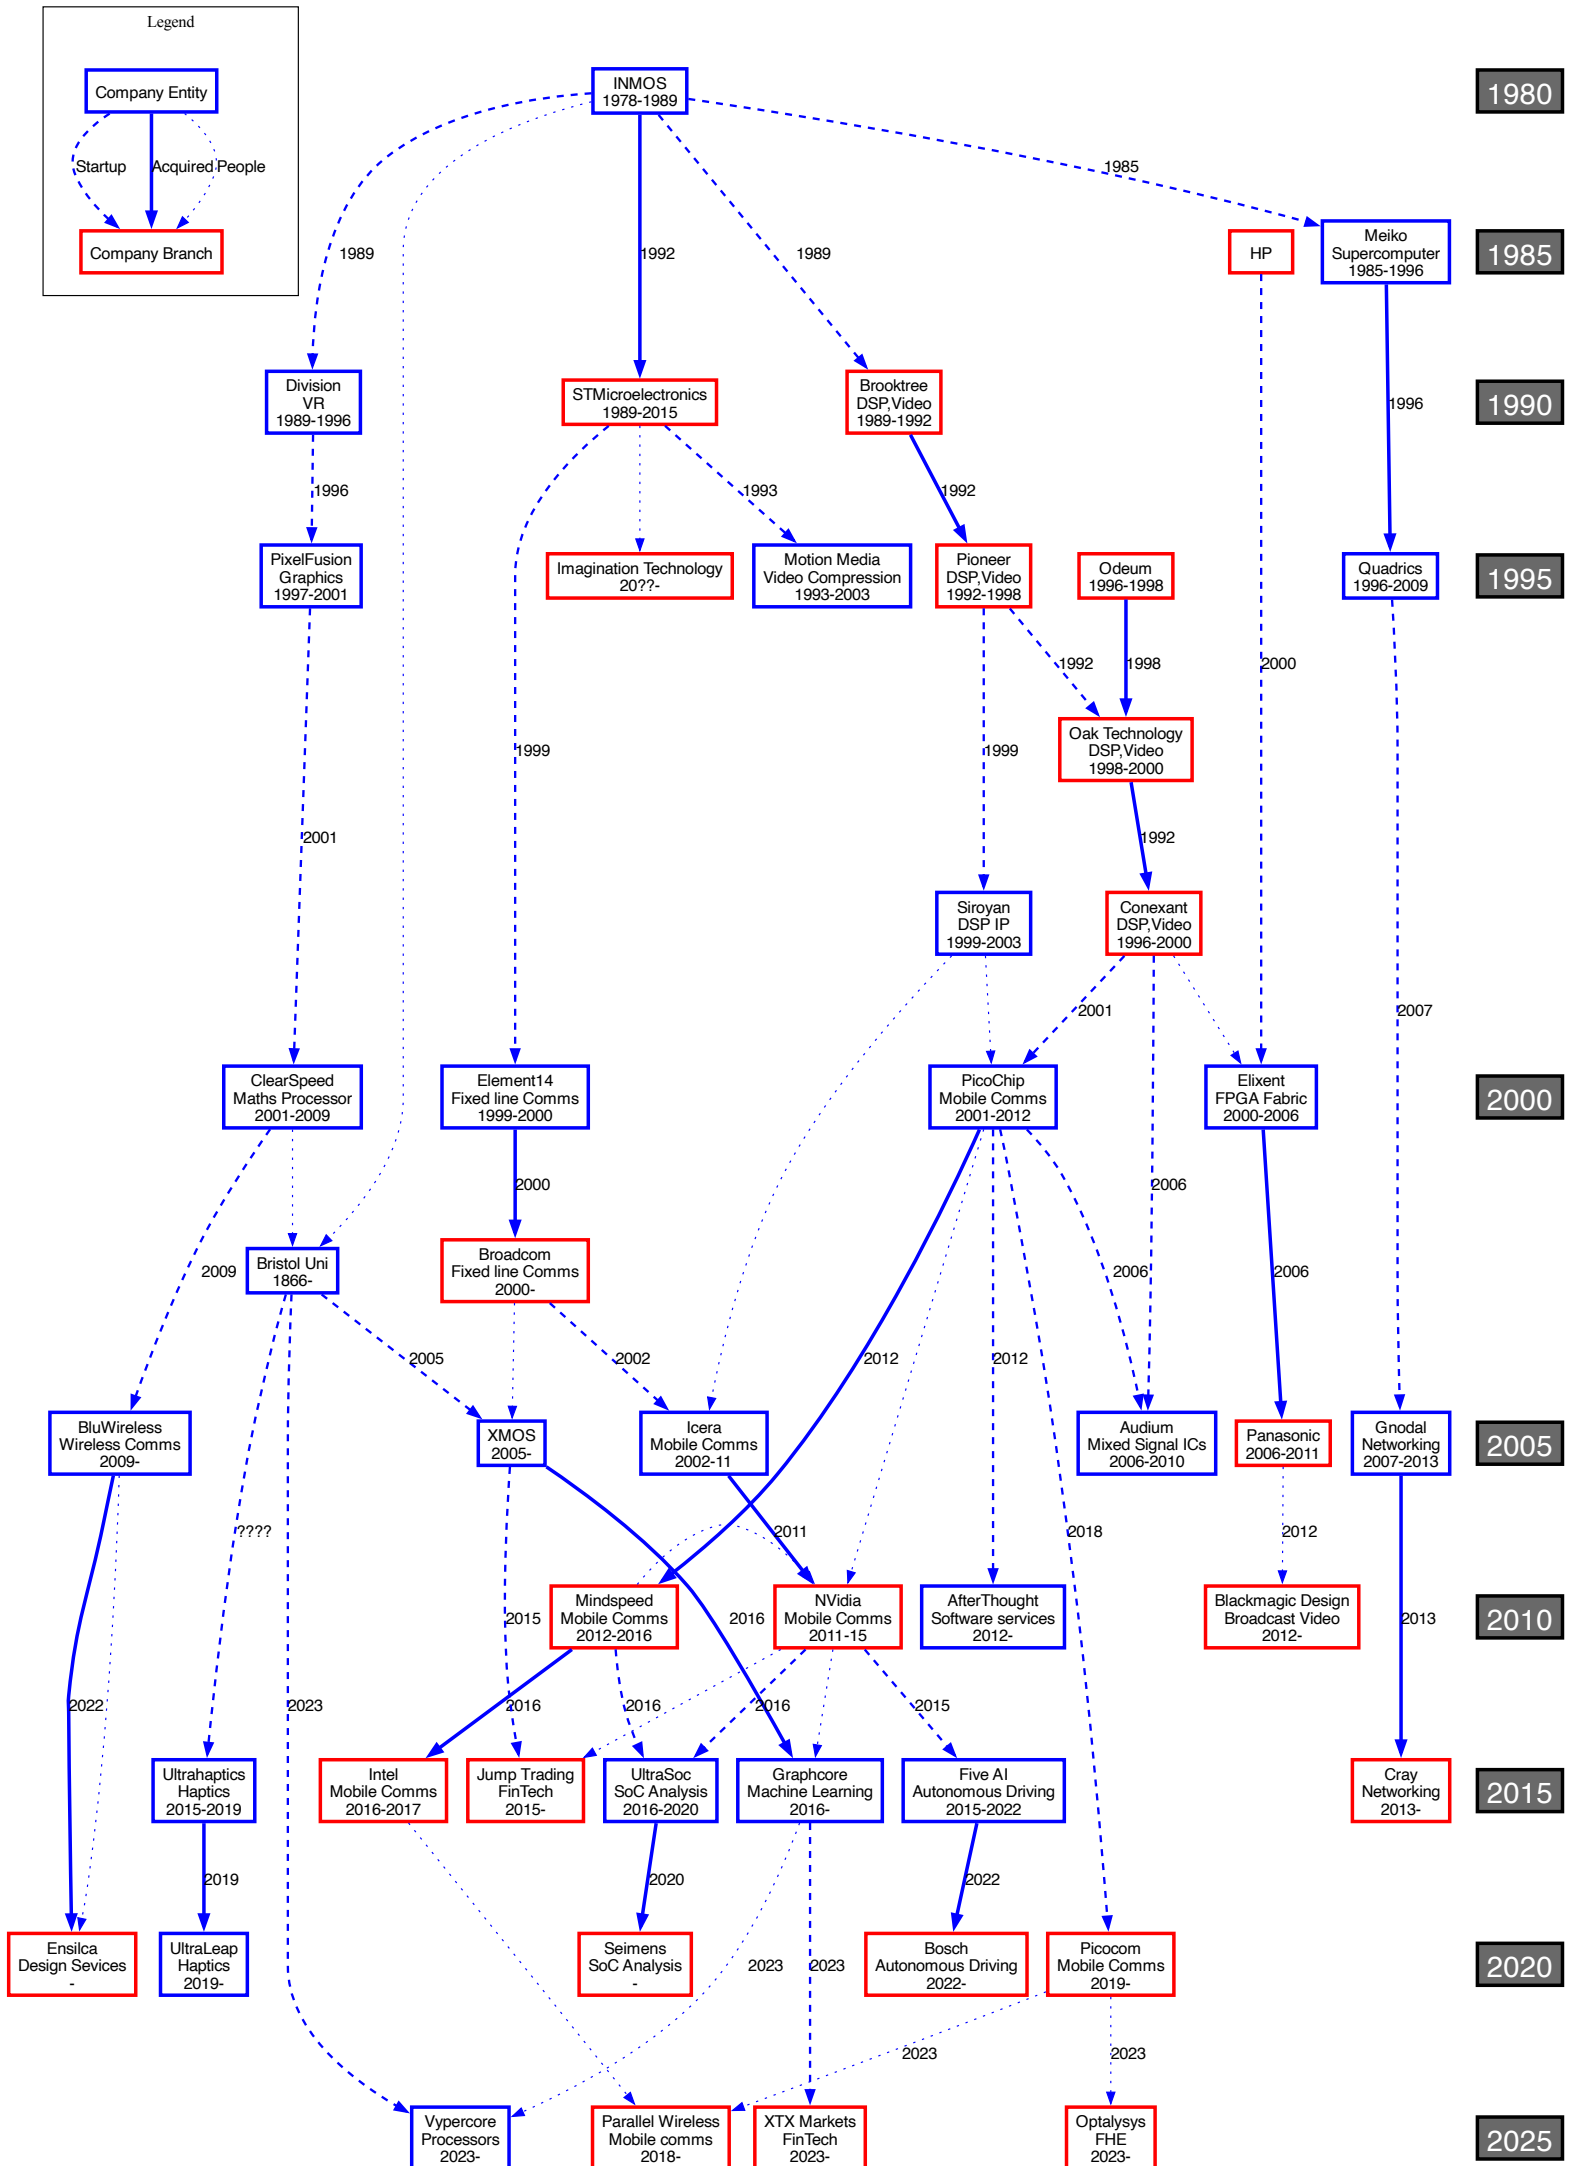 Legend
Company Entity
Startup
Acquired
People
Company Branch
INMOS
1978-1989
1980
1985
1989
1992
1989
HP
Meiko
Supercomputer
1985-1996
1985
Division
VR
1989-1996
STMicroelectronics
1989-2015
Brooktree
DSP,Video
1989-1992
1996
1990
1996
1993
1992
PixelFusion
Graphics
1997-2001
Imagination Technology
20??-
Motion Media
Video Compression
1993-2003
Pioneer
DSP,Video
1992-1998
Odeum
1996-1998
Quadrics
1996-2009
1995
1992
1998
2000
1999
1999
Oak Technology
DSP,Video
1998-2000
2001
1992
Siroyan
DSP IP
1999-2003
Conexant
DSP,Video
1996-2000
2001
2007
ClearSpeed
Maths Processor
2001-2009
Element14
Fixed line Comms
1999-2000
PicoChip
Mobile Comms
2001-2012
Elixent
FPGA Fabric
2000-2006
2000
2000
2006
2009
Bristol Uni
1866-
Broadcom
Fixed line Comms
2000-
2006
2006
2005
2002
2012
2012
BluWireless
Wireless Comms
2009-
XMOS
2005-
Icera
Mobile Comms
2002-11
Audium
Mixed Signal ICs
2006-2010
Panasonic
2006-2011
Gnodal
Networking
2007-2013
2005
????
2011
2018
2012
2015
Mindspeed
Mobile Comms
2012-2016
2016
NVidia
Mobile Comms
2011-15
AfterThought
Software services
2012-
Blackmagic Design
Broadcast Video
2012-
2013
2010
2022
2023
2016
2016
2016
2015
Ultrahaptics
Haptics
2015-2019
Intel
Mobile Comms
2016-2017
Jump Trading
FinTech
2015-
UltraSoc
SoC Analysis
2016-2020
Graphcore
Machine Learning
2016-
Five AI
Autonomous Driving
2015-2022
Cray
Networking
2013-
2015
2019
2020
2022
Ensilca
Design Sevices
-
UltraLeap
Haptics
2019-
Seimens
SoC Analysis
-
2023
2023
Bosch
Autonomous Driving
2022-
Picocom
Mobile Comms
2019-
2020
2023
2023
Vypercore
Processors
2023-
Parallel Wireless
Mobile comms
2018-
XTX Markets
FinTech
2023-
Optalysys
FHE
2023-
2025